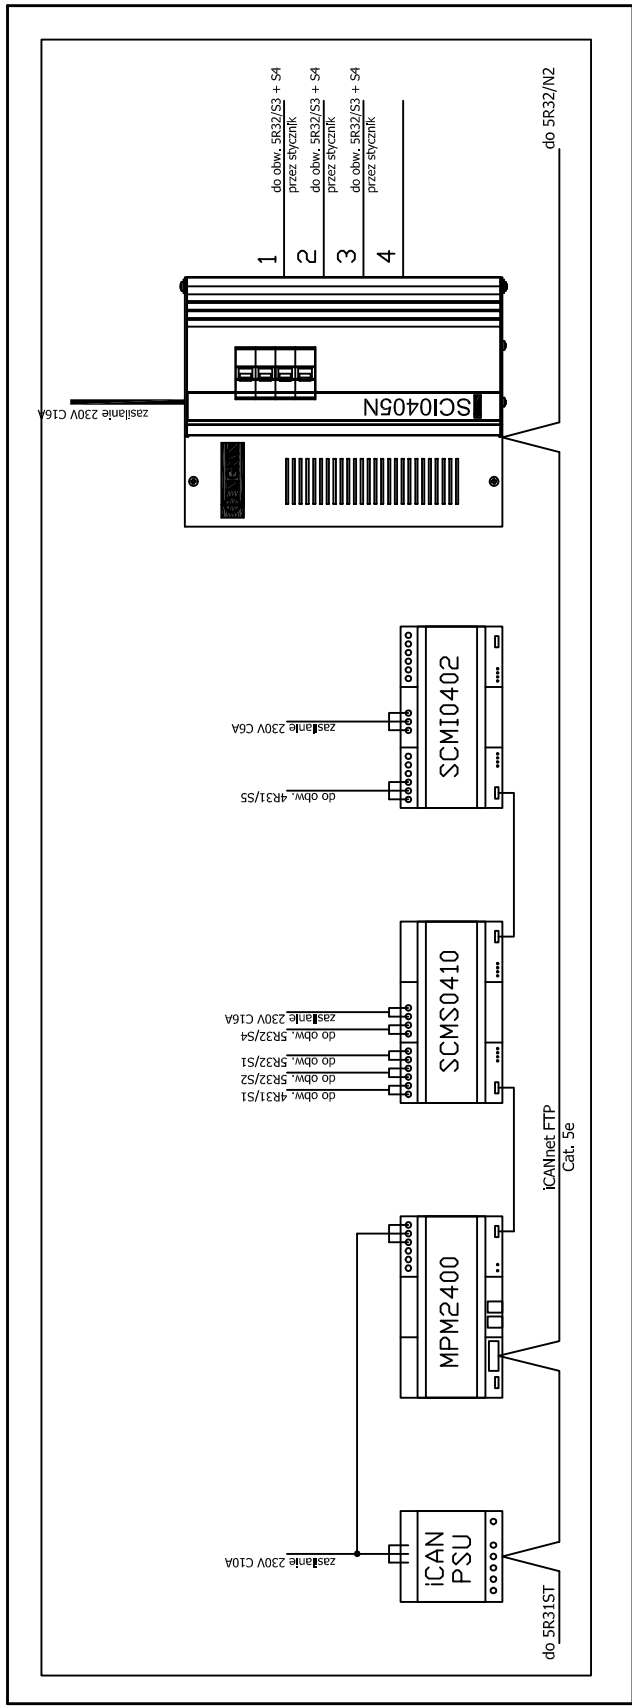 do 5R31ST
iCAN
PSU
zasilanie 230V C10A
MPM2400
SCMS0410
do obw. 4R31/S1
do obw. 5R32/S2
do obw. 5R32/S1
do obw. 5R32/S4
zasilanie 230V C16A
SCMI0402
do obw. 4R31/S5
zasilanie 230V C6A
iCANnet FTP
Cat. 5e
SCI0405N
zasilanie 230V C16A
1
do obw. 5R32/S3 + S4
przez stycznik
2
do obw. 5R32/S3 + S4
przez stycznik
3
do obw. 5R32/S3 + S4
przez stycznik
4
do 5R32/N2